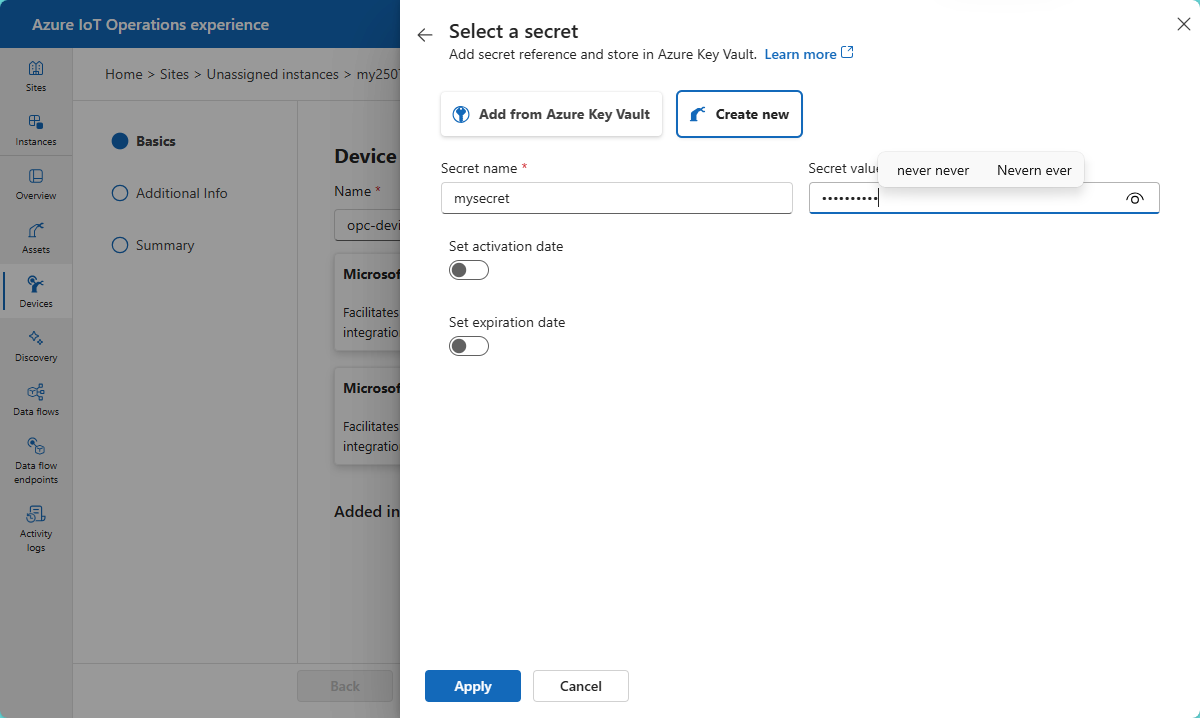 Azure IoT Operations experience
Select a secret
Add secret reference and store in Azure Key Vault. Learn more
Home > Sites > Unassigned instances > my2507
Sites
Instances
Overview
Assets
Devices
Discovery
Data flows
Data flow
endpoints
Activity
logs
Basics
Additional Info
Summary
Device
Name *
opc-devi
Microsof
Facilitates
integratio
Microsof
Facilitates
integratio
Added in
Back
Add from Azure Key Vault
Create new
Secret name *
mysecret
Secret value
never never
Nevern ever
••••••••••
Set activation date
Set expiration date
Apply
Cancel